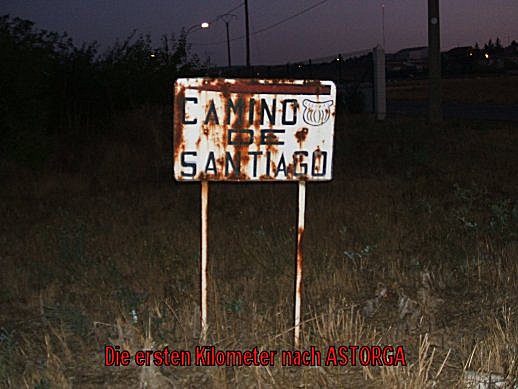 CAMINO
DE
SANTIAGO
Die ersten Kilometer nach ASTORGA